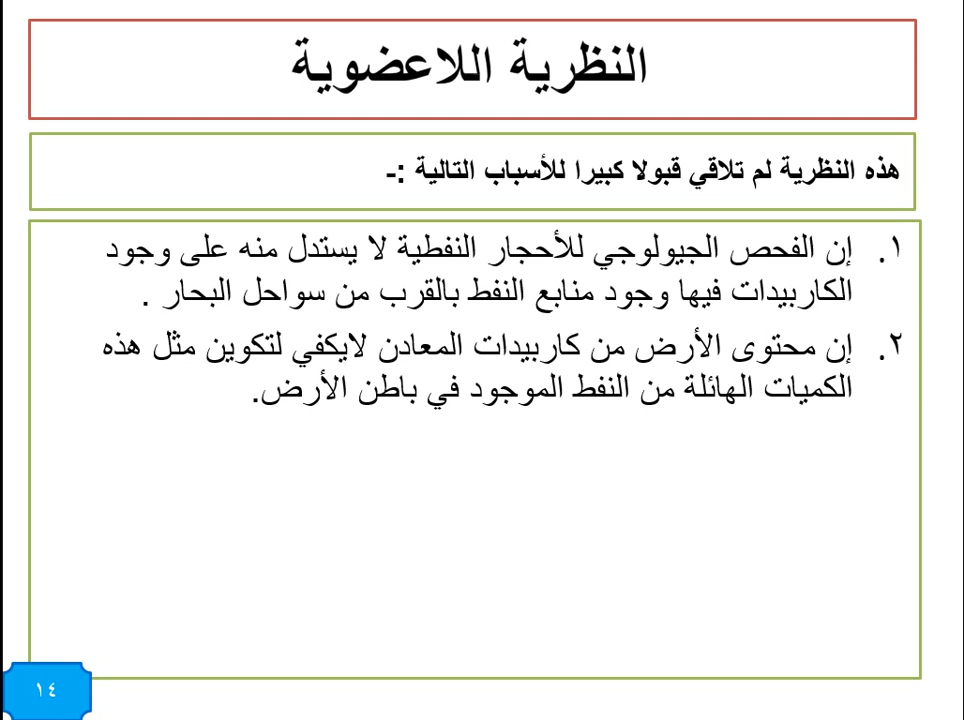 النظرية اللاعضوية
هذه النظرية لم تلاقي قبولا كبيرا للأسباب التالية :-
١. إن الفحص الجيولوجي للأحجار النفطية لا يستدل منه على وجود
الكاربيدات فيها وجود منابع النفط بالقرب من سواحل البحار .
٢. إن محتوى الأرض من كاربيدات المعادن لايكفي لتكوين مثل هذه
الكميات الهائلة من النفط الموجود في باطن الأرض.
١٤